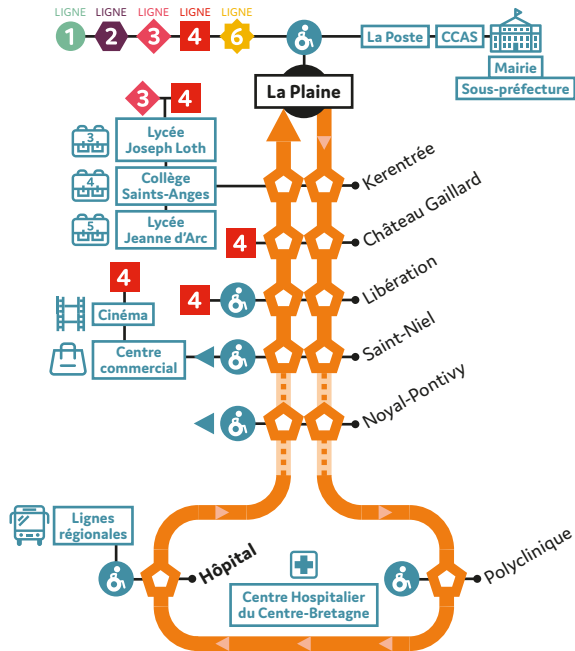 LIGNE LIGNE LIGNE LIGNE LIGNE
1 2 3 4 6
La Poste
CCAS
Mairie
Sous-préfecture
La Plaine
3 4
3
Lycée
Joseph Loth
4
Collège
Saints-Anges
5
Lycée
Jeanne d'Arc
Kerentrée
4
Château Gaillard
4
Libération
4
Cinéma
Centre
commercial
Saint-Niel
Noyal-Pontivy
Lignes
régionales
Hôpital
Centre Hospitalier
du Centre-Bretagne
Polyclinique